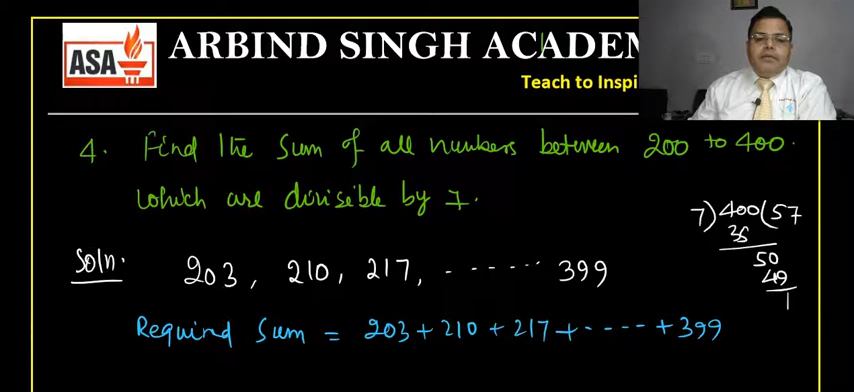 ASA
ARBIND SINGH ACADEM
Teach to Inspi
4. Find the sum of all numbers between 200 to 400.
which are divisible by 7.
7)400(57
35
50
49
1
Soln.
203, 210, 217, ....... 399
Required Sum = 203 + 210 + 217 + ----- + 399